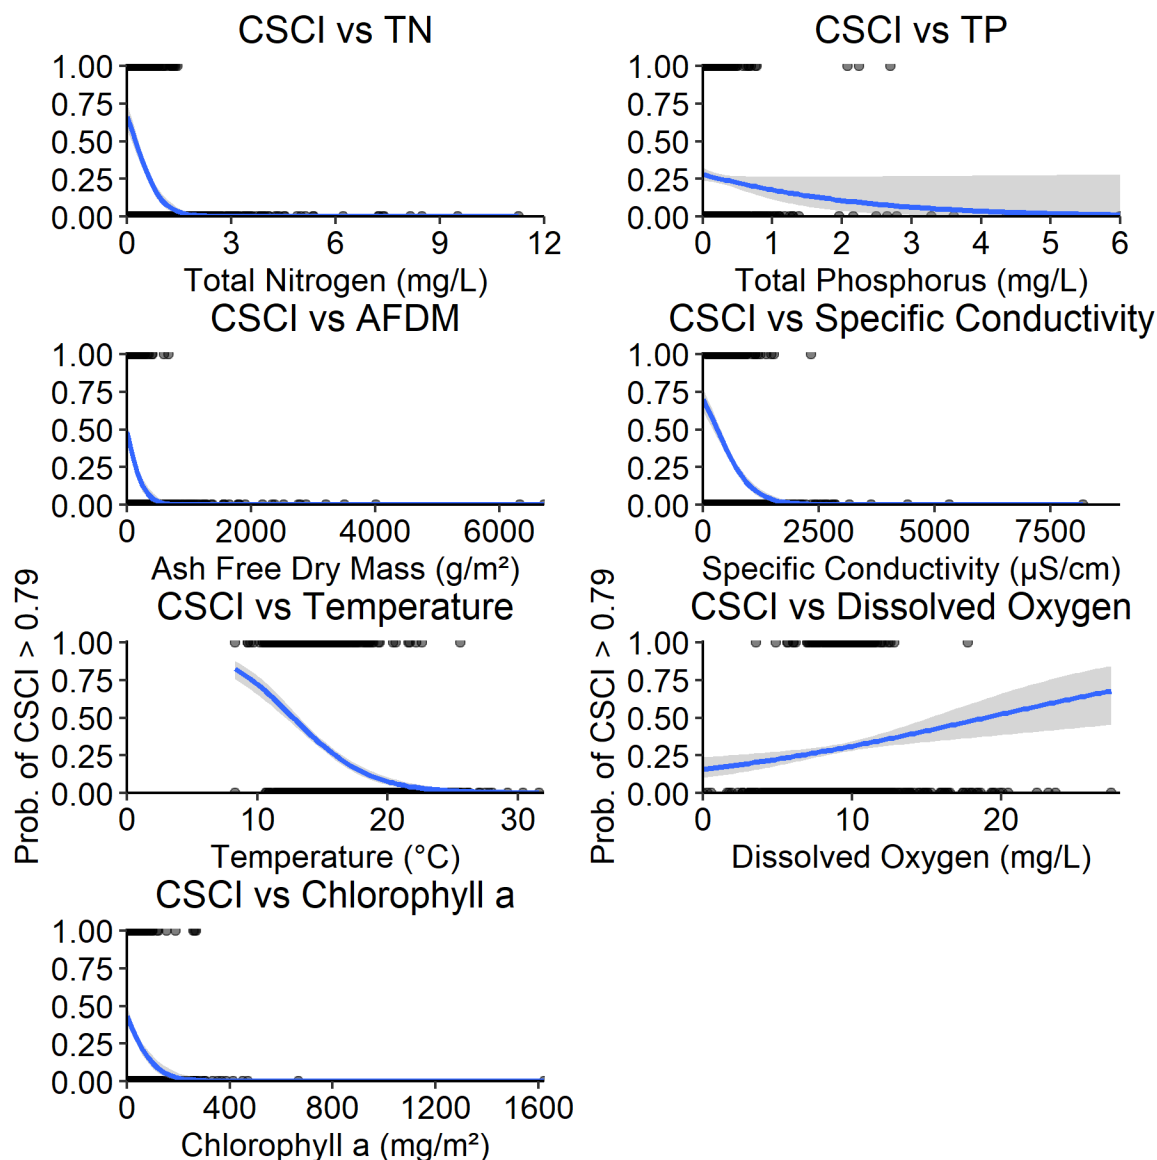 CSCI vs TN
1.00
0.75
0.50
0.25
0.00
0 3 6 9 12
Total Nitrogen (mg/L)
CSCI vs TP
1.00
0.75
0.50
0.25
0.00
0 1 2 3 4 5 6
Total Phosphorus (mg/L)
CSCI vs AFDM
1.00
0.75
0.50
0.25
0.00
0 2000 4000 6000
Ash Free Dry Mass (g/m²)
CSCI vs Specific Conductivity
1.00
0.75
0.50
0.25
0.00
0 2500 5000 7500
Specific Conductivity (µS/cm)
CSCI vs Temperature
Prob. of CSCI > 0.79
1.00
0.75
0.50
0.25
0.00
0 10 20 30
Temperature (°C)
CSCI vs Dissolved Oxygen
Prob. of CSCI > 0.79
1.00
0.75
0.50
0.25
0.00
0 10 20
Dissolved Oxygen (mg/L)
CSCI vs Chlorophyll a
1.00
0.75
0.50
0.25
0.00
0 400 800 1200 1600
Chlorophyll a (mg/m²)